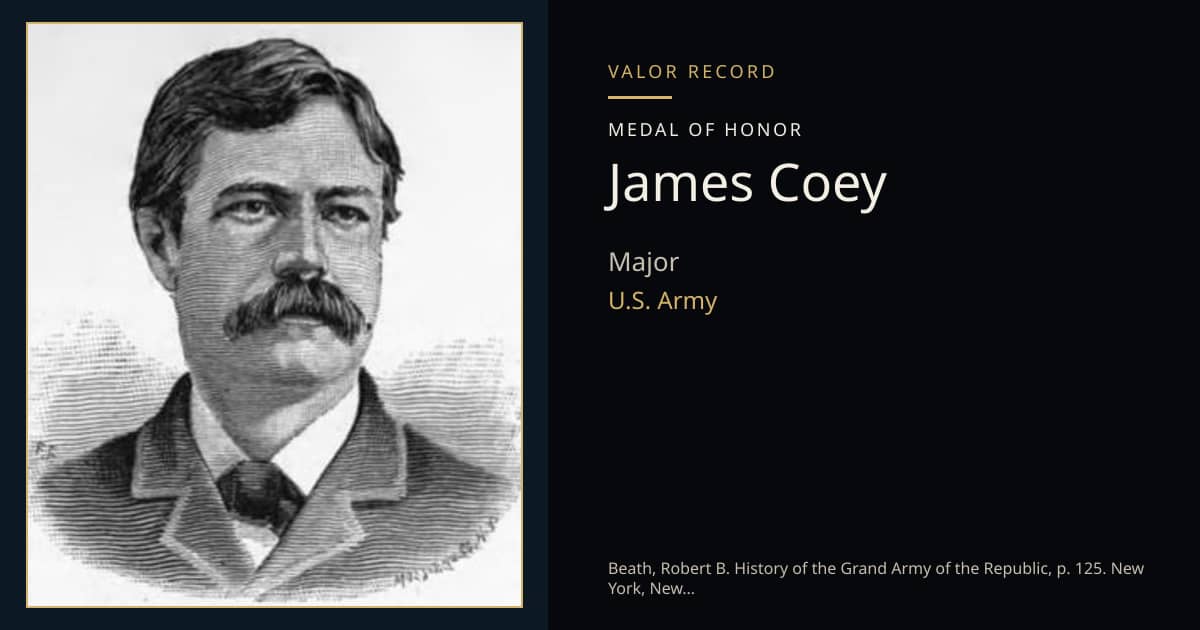 VALOR RECORD
MEDAL OF HONOR
James Coey
Major
U.S. Army
Beath, Robert B. History of the Grand Army of the Republic, p. 125. New
York, New...